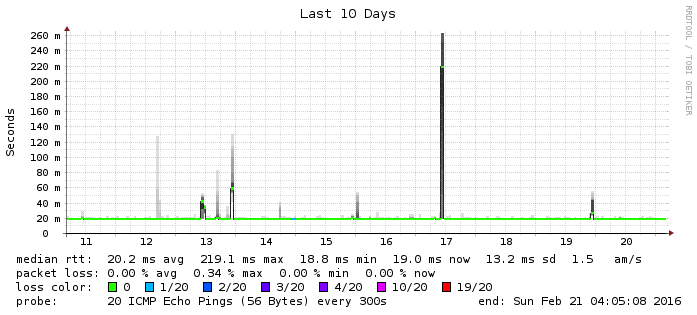 Last 10 Days
RRDTOOL / TOBI OETIKER
Seconds
260 m
240 m
220 m
200 m
180 m
160 m
140 m
120 m
100 m
80 m
60 m
40 m
20 m
0
11 12 13 14 15 16 17 18 19 20
median rtt: 20.2 ms avg 219.1 ms max 18.8 ms min 19.0 ms now 13.2 ms sd 1.5 am/s
packet loss: 0.00 % avg 0.34 % max 0.00 % min 0.00 % now
loss color: 0 1/20 2/20 3/20 4/20 10/20 19/20
probe: 20 ICMP Echo Pings (56 Bytes) every 300s end: Sun Feb 21 04:05:08 2016